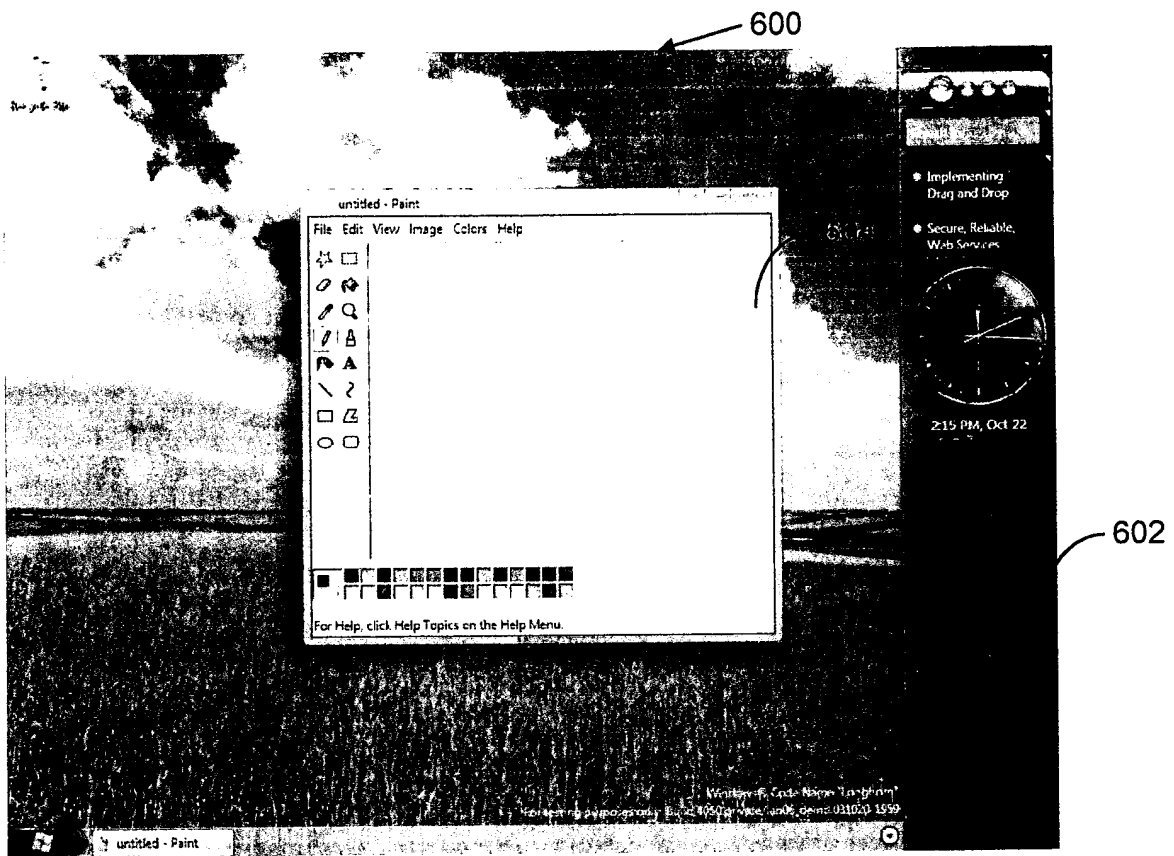 600
untitled - Paint
File Edit View Image Colors Help
Implementing
Drag and Drop
Secure, Reliable,
Web Services
2:15 PM, Oct 22
602
For Help, click Help Topics on the Help Menu.
untitled - Paint